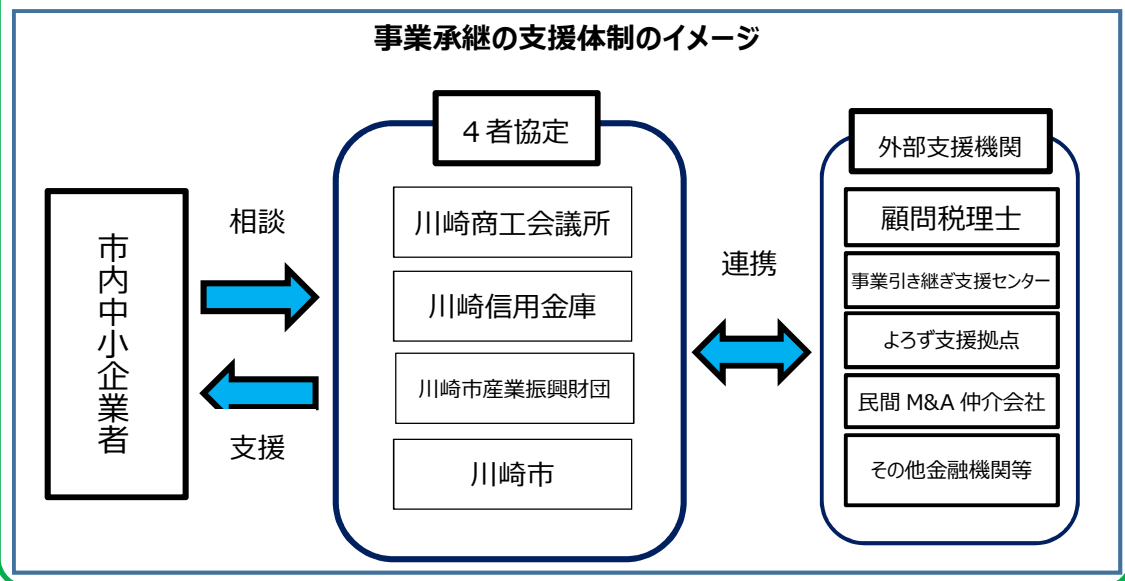 事業承継の支援体制のイメージ
市内中小企業者
相談
支援
４者協定
川崎商工会議所
川崎信用金庫
川崎市産業振興財団
川崎市
連携
外部支援機関
顧問税理士
事業引き継ぎ支援センター
よろず支援拠点
民間 M&A 仲介会社
その他金融機関等